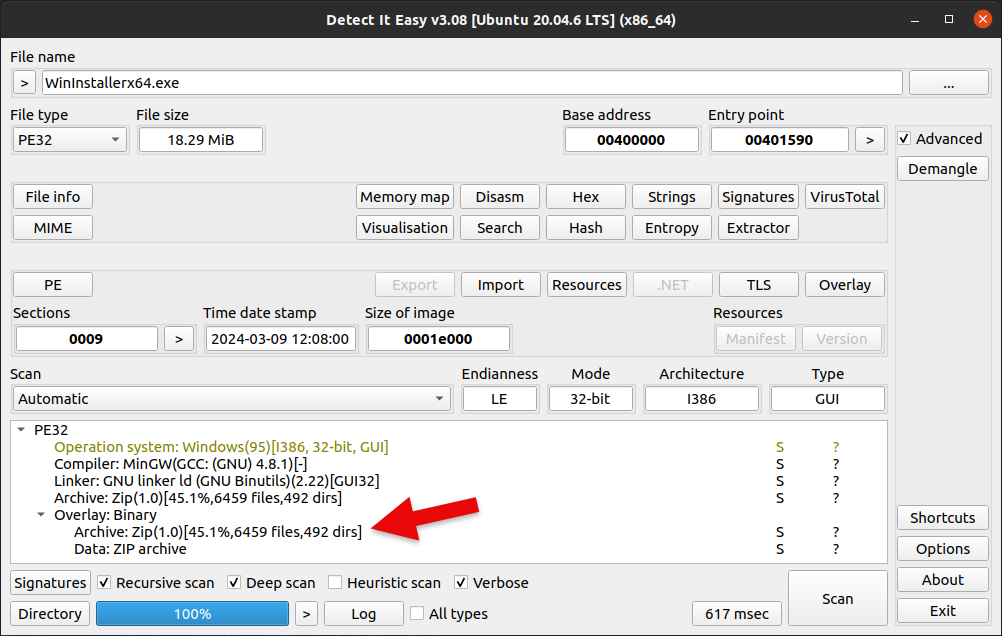 Detect It Easy v3.08 [Ubuntu 20.04.6 LTS] (x86_64)
File name
> WinInstallerx64.exe ...
File type File size Base address Entry point
PE32 18.29 MiB 00400000 00401590 > Advanced
Demangle
File info Memory map Disasm Hex Strings Signatures VirusTotal
MIME Visualisation Search Hash Entropy Extractor
PE Export Import Resources .NET TLS Overlay
Sections Time date stamp Size of image Resources
0009 > 2024-03-09 12:08:00 0001e000 Manifest Version
Scan Endianness Mode Architecture Type
Automatic LE 32-bit I386 GUI
PE32
Operation system: Windows(95)[I386, 32-bit, GUI] S ?
Compiler: MinGW(GCC: (GNU) 4.8.1)[-] S ?
Linker: GNU linker ld (GNU Binutils)(2.22)[GUI32] S ?
Archive: Zip(1.0)[45.1%,6459 files,492 dirs] S ?
Overlay: Binary
Archive: Zip(1.0)[45.1%,6459 files,492 dirs] S ?
Data: ZIP archive S ?
Shortcuts
Options
Signatures Recursive scan Deep scan Heuristic scan Verbose Scan About
Directory 100% > Log All types 617 msec Exit